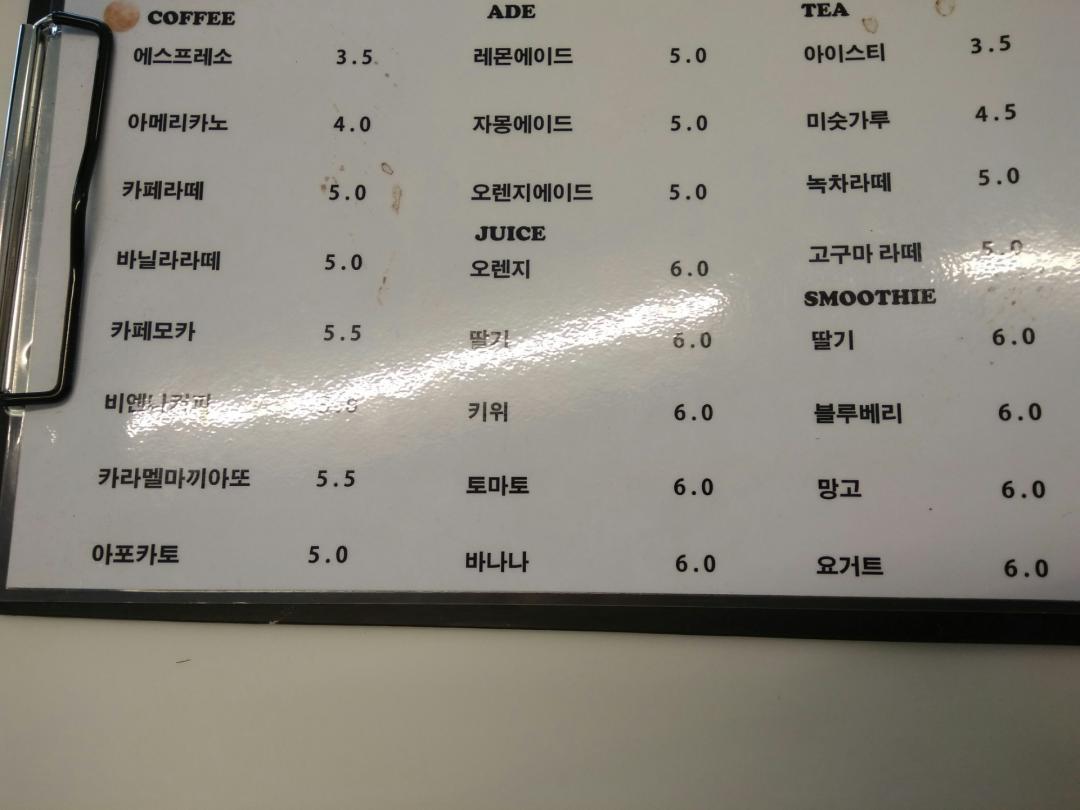 COFFEE
에스프레소 3.5
아메리카노 4.0
카페라떼 5.0
바닐라라떼 5.0
카페모카 5.5
비엔나커피
카라멜마끼아또 5.5
아포카토 5.0
ADE
레몬에이드 5.0
자몽에이드 5.0
오렌지에이드 5.0
JUICE
오렌지 6.0
딸기 6.0
키위 6.0
토마토 6.0
바나나 6.0
TEA
아이스티 3.5
미숫가루 4.5
녹차라떼 5.0
고구마 라떼 5.0
SMOOTHIE
딸기 6.0
블루베리 6.0
망고 6.0
요거트 6.0